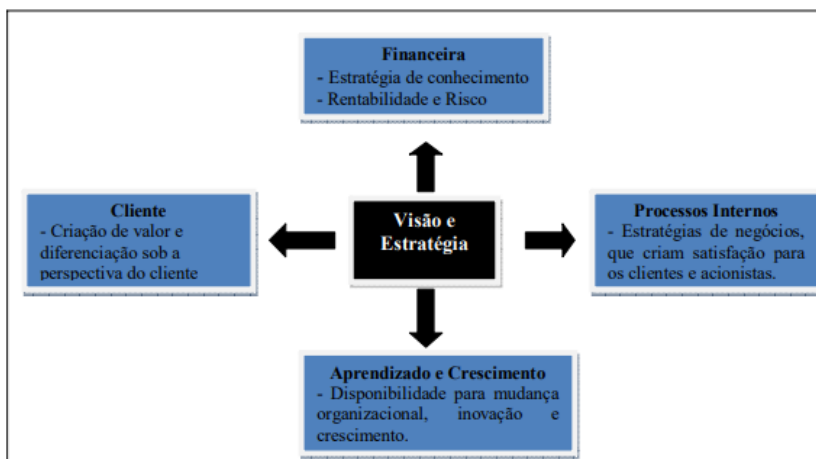 Financeira
- Estratégia de conhecimento
- Rentabilidade e Risco
Cliente
- Criação de valor e
diferenciação sob a
perspectiva do cliente
Visão e
Estratégia
Processos Internos
- Estratégias de negócios,
que criam satisfação para
os clientes e acionistas.
Aprendizado e Crescimento
- Disponibilidade para mudança
organizacional, inovação e
crescimento.